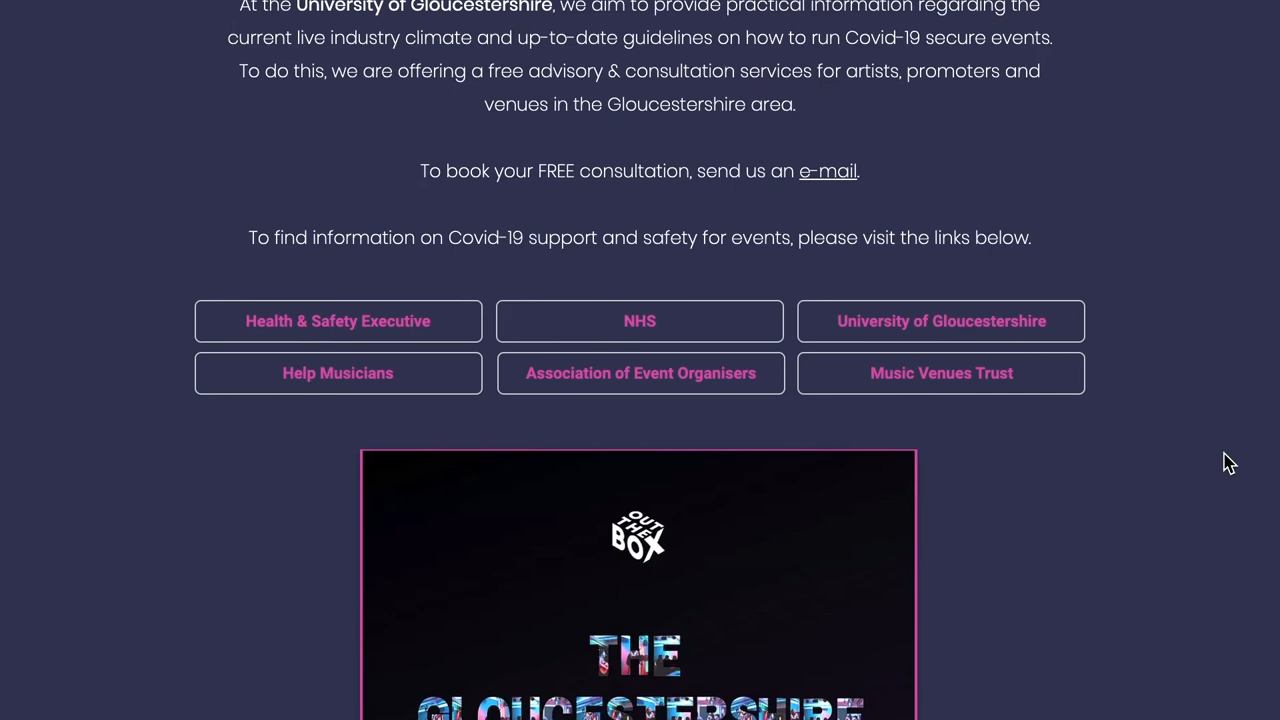 At the University of Gloucestershire, we aim to provide practical information regarding the
current live industry climate and up-to-date guidelines on how to run Covid-19 secure events.
To do this, we are offering a free advisory & consultation services for artists, promoters and
venues in the Gloucestershire area.
To book your FREE consultation, send us an e-mail.
To find information on Covid-19 support and safety for events, please visit the links below.
Health & Safety Executive
NHS
University of Gloucestershire
Help Musicians
Association of Event Organisers
Music Venues Trust
OUT
THE
BOX
THE
GLOUCESTERSHIRE